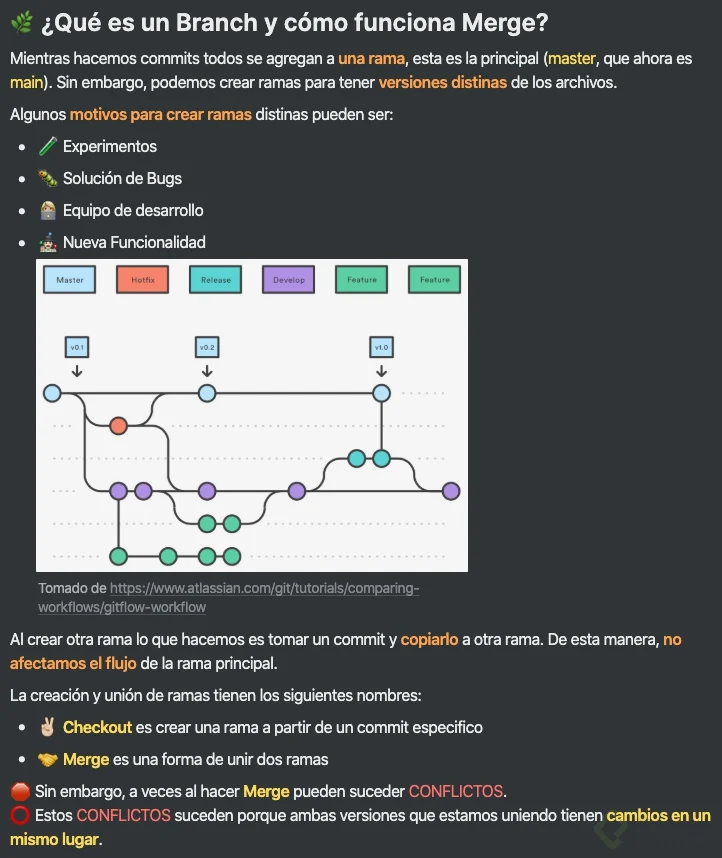 🌿 ¿Qué es un Branch y cómo funciona Merge?
Mientras hacemos commits todos se agregan a una rama, esta es la principal (master, que ahora es
main). Sin embargo, podemos crear ramas para tener versiones distinas de los archivos.
Algunos motivos para crear ramas distinas pueden ser:
• 🧪 Experimentos
• 🐛 Solución de Bugs
• 👩🏼‍💻 Equipo de desarrollo
• 🤹🏻 Nueva Funcionalidad
Master Hotfix Release Develop Feature Feature
v0.1 v0.2 v1.0
Tomado de https://www.atlassian.com/git/tutorials/comparing-
workflows/gitflow-workflow
Al crear otra rama lo que hacemos es tomar un commit y copiarlo a otra rama. De esta manera, no
afectamos el flujo de la rama principal.
La creación y unión de ramas tienen los siguientes nombres:
• ✌🏻 Checkout es crear una rama a partir de un commit especifico
• 🤝 Merge es una forma de unir dos ramas
🛑 Sin embargo, a veces al hacer Merge pueden suceder CONFLICTOS.
⭕ Estos CONFLICTOS suceden porque ambas versiones que estamos uniendo tienen cambios en un
mismo lugar.